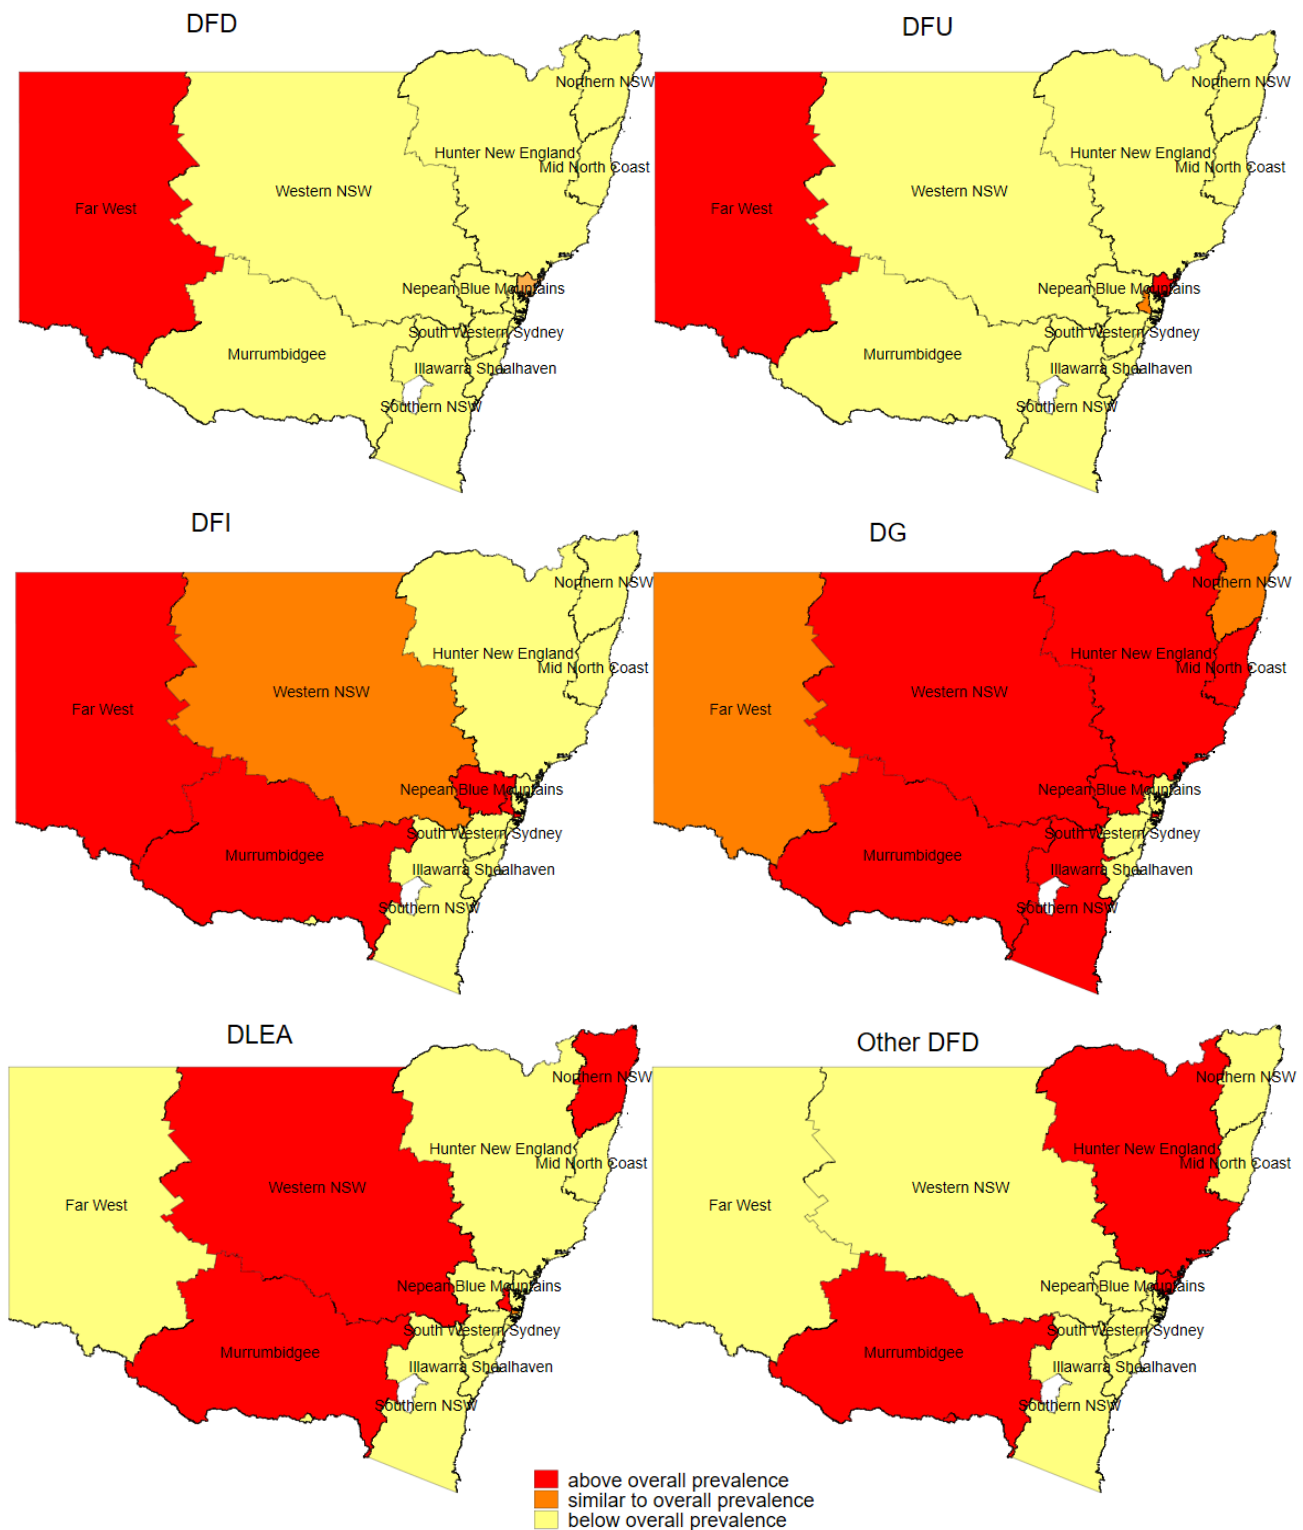 DFD
DFU
Northern NSW
Hunter New England
Mid North Coast
Western NSW
Far West
Nepean Blue Mountains
South Western Sydney
Murrumbidgee
Illawarra Shoalhaven
Southern NSW
Northern NSW
Hunter New England
Mid North Coast
Western NSW
Far West
Nepean Blue Mountains
South Western Sydney
Murrumbidgee
Illawarra Shoalhaven
Southern NSW
DFI
DG
Northern NSW
Hunter New England
Mid North Coast
Western NSW
Far West
Nepean Blue Mountains
South Western Sydney
Murrumbidgee
Illawarra Shoalhaven
Southern NSW
Northern NSW
Hunter New England
Mid North Coast
Western NSW
Far West
Nepean Blue Mountains
South Western Sydney
Murrumbidgee
Illawarra Shoalhaven
Southern NSW
DLEA
Other DFD
Northern NSW
Hunter New England
Mid North Coast
Western NSW
Far West
Nepean Blue Mountains
South Western Sydney
Murrumbidgee
Illawarra Shoalhaven
Southern NSW
Northern NSW
Hunter New England
Mid North Coast
Western NSW
Far West
Nepean Blue Mountains
South Western Sydney
Murrumbidgee
Illawarra Shoalhaven
Southern NSW
above overall prevalence
similar to overall prevalence
below overall prevalence